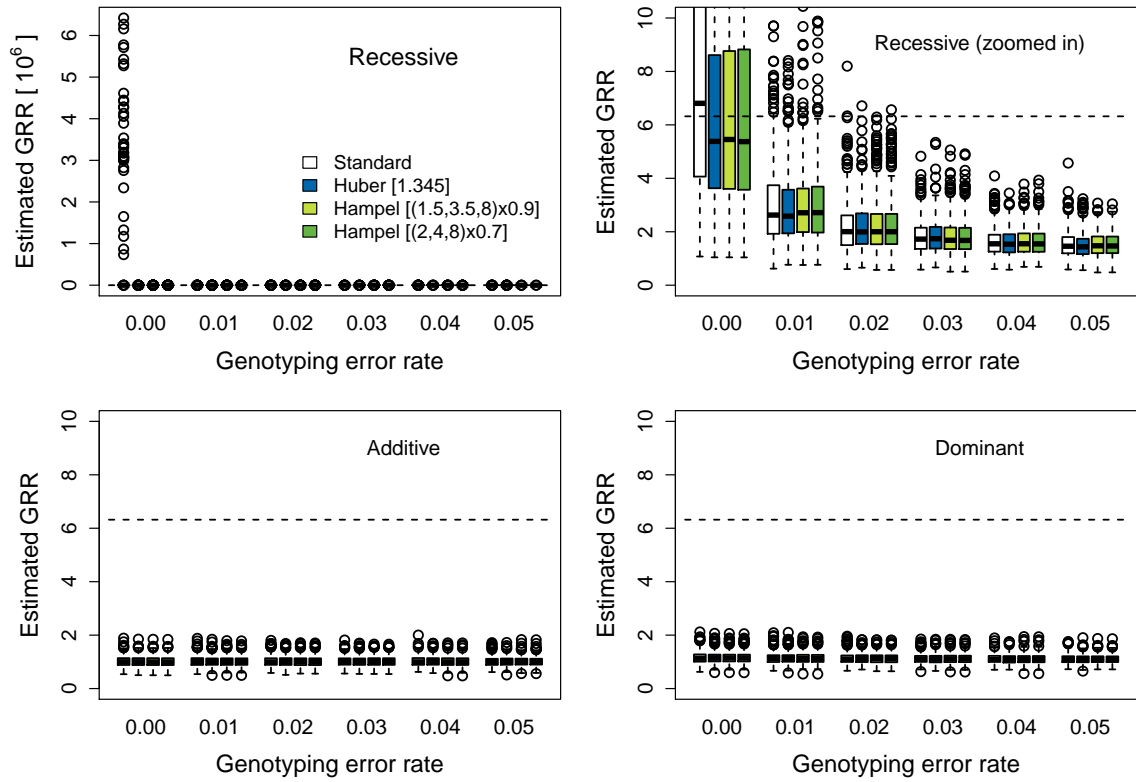 Estimated GRR [ 10^6 ]
6
5
4
3
2
1
0
Recessive
Standard
Huber [1.345]
Hampel [(1.5,3.5,8)x0.9]
Hampel [(2,4,8)x0.7]
0.00 0.01 0.02 0.03 0.04 0.05
Genotyping error rate
Estimated GRR
10
8
6
4
2
0
Recessive (zoomed in)
0.00 0.01 0.02 0.03 0.04 0.05
Genotyping error rate
Estimated GRR
10
8
6
4
2
0
Additive
0.00 0.01 0.02 0.03 0.04 0.05
Genotyping error rate
Estimated GRR
10
8
6
4
2
0
Dominant
0.00 0.01 0.02 0.03 0.04 0.05
Genotyping error rate